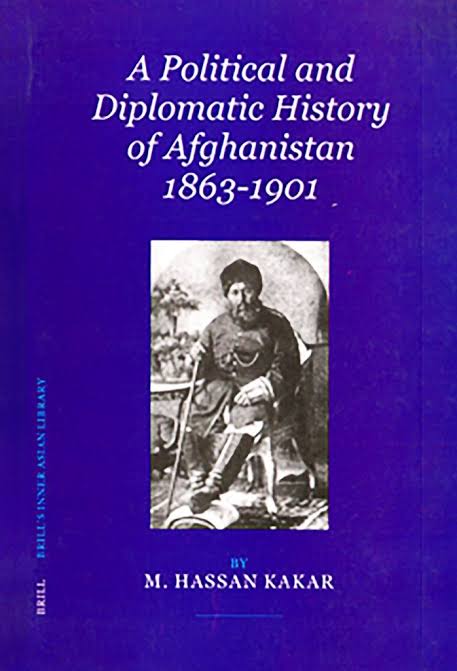 A Political and
Diplomatic History
of Afghanistan
1863-1901
BY
M. HASSAN KAKAR
BRILL BRILL'S INNER ASIAN LIBRARY